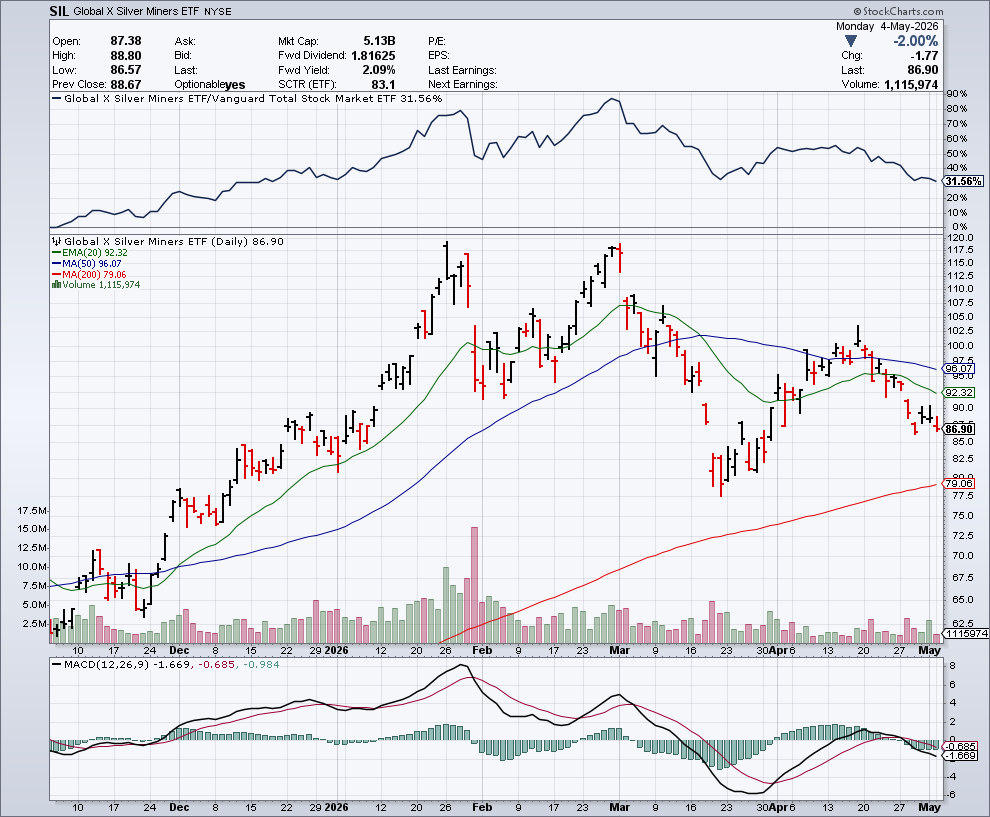 SIL Global X Silver Miners ETF NYSE
© StockCharts.com
Monday 4-May-2026
Open: 87.38 Ask: Mkt Cap: 5.13B P/E: -2.00%
High: 88.80 Bid: Fwd Dividend: 1.81625 EPS: Chg: -1.77
Low: 86.57 Last: Fwd Yield: 2.09% Last Earnings: Last: 86.90
Prev Close: 88.67 Optionable yes SCTR (ETF): 83.1 Next Earnings: Volume: 1,115,974
Global X Silver Miners ETF/Vanguard Total Stock Market ETF 31.56%
90%
80%
70%
60%
50%
40%
31.56%
20%
10%
0%
Global X Silver Miners ETF (Daily) 86.90
EMA(20) 92.32
MA(50) 96.07
MA(200) 79.06
Volume 1,115,974
120.0
117.5
115.0
112.5
110.0
107.5
105.0
102.5
100.0
97.5
96.07
95.0
92.32
90.0
86.90
85.0
82.5
79.06
77.5
75.0
72.5
70.0
67.5
65.0
62.5
1115974
17.5M
15.0M
12.5M
10.0M
7.5M
5.0M
2.5M
10 17 24 Dec 8 15 22 29 2026 12 20 26 Feb 9 17 23 Mar 9 16 23 30 Apr 6 13 20 27 May
MACD(12,26,9) -1.669, -0.685, -0.984
8
6
4
2
0
-0.685
-1.669
-4
-6
10 17 24 Dec 8 15 22 29 2026 12 20 26 Feb 9 17 23 Mar 9 16 23 30 Apr 6 13 20 27 May